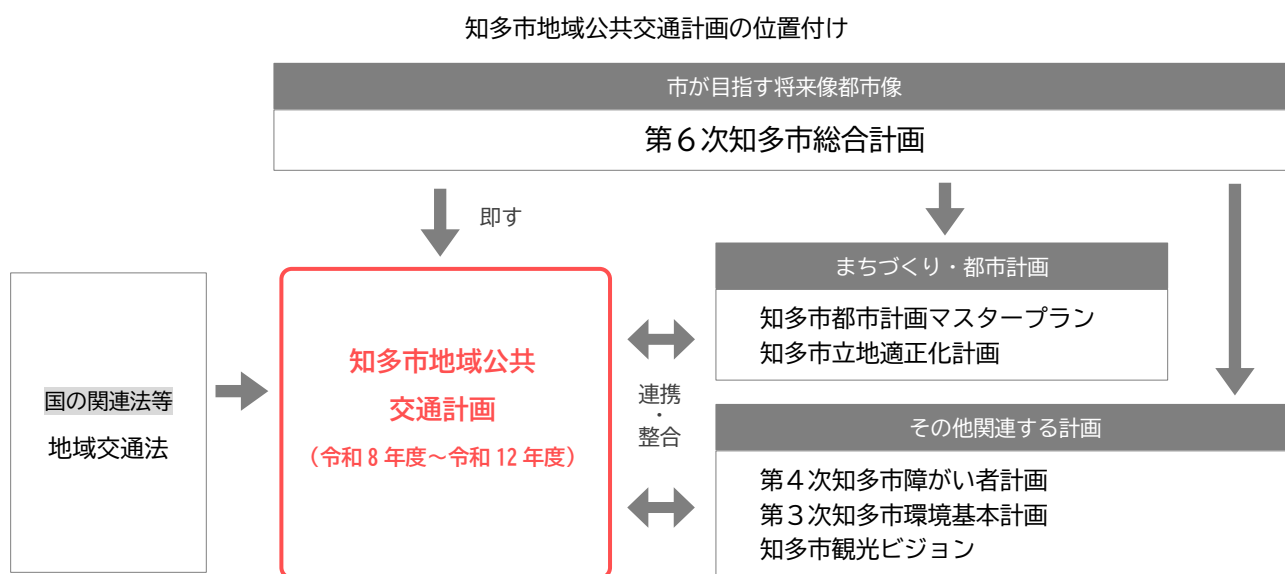 知多市地域公共交通計画の位置付け
市が目指す将来像都市像
第６次知多市総合計画
即す
まちづくり・都市計画
知多市都市計画マスタープラン
知多市立地適正化計画
国の関連法等
地域交通法
知多市地域公共
交通計画
（令和８年度～令和12年度）
連携
・
整合
その他関連する計画
第４次知多市障がい者計画
第３次知多市環境基本計画
知多市観光ビジョン